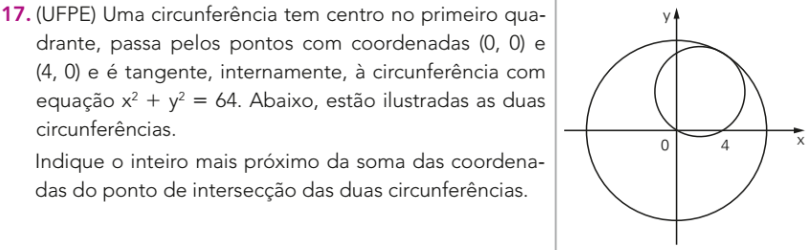 17. (UFPE) Uma circunferência tem centro no primeiro qua-
drante, passa pelos pontos com coordenadas (0, 0) e
(4, 0) e é tangente, internamente, à circunferência com
equação x² + y² = 64. Abaixo, estão ilustradas as duas
circunferências.
Indique o inteiro mais próximo da soma das coordena-
das do ponto de intersecção das duas circunferências.
y
0
4
x